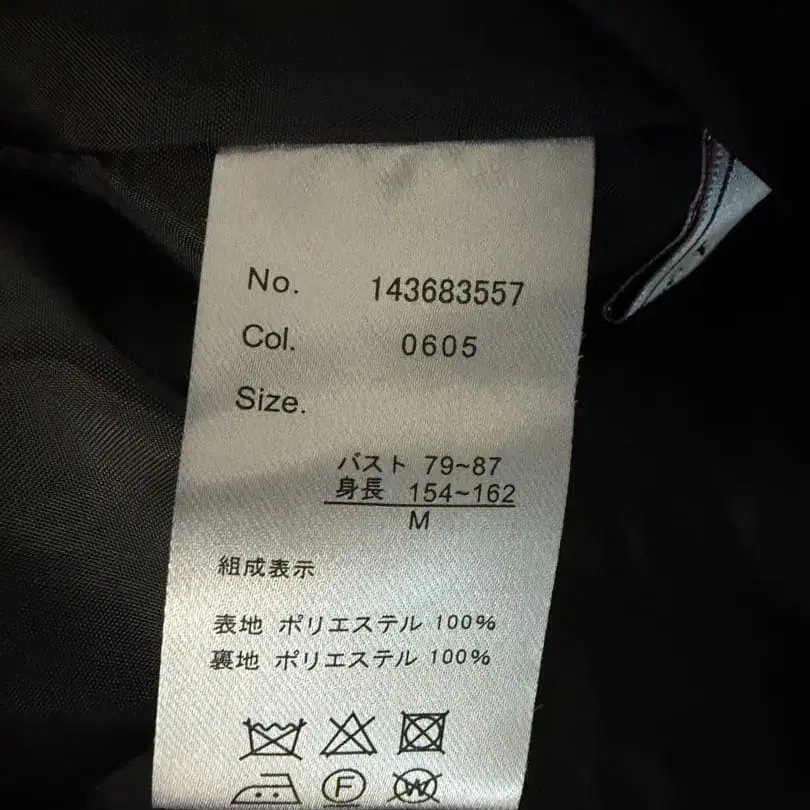 No. 143683557
Col. 0605
Size.
バスト 79~87
身長 154~162
M
組成表示
表地 ポリエステル 100%
裏地 ポリエステル 100%
F W